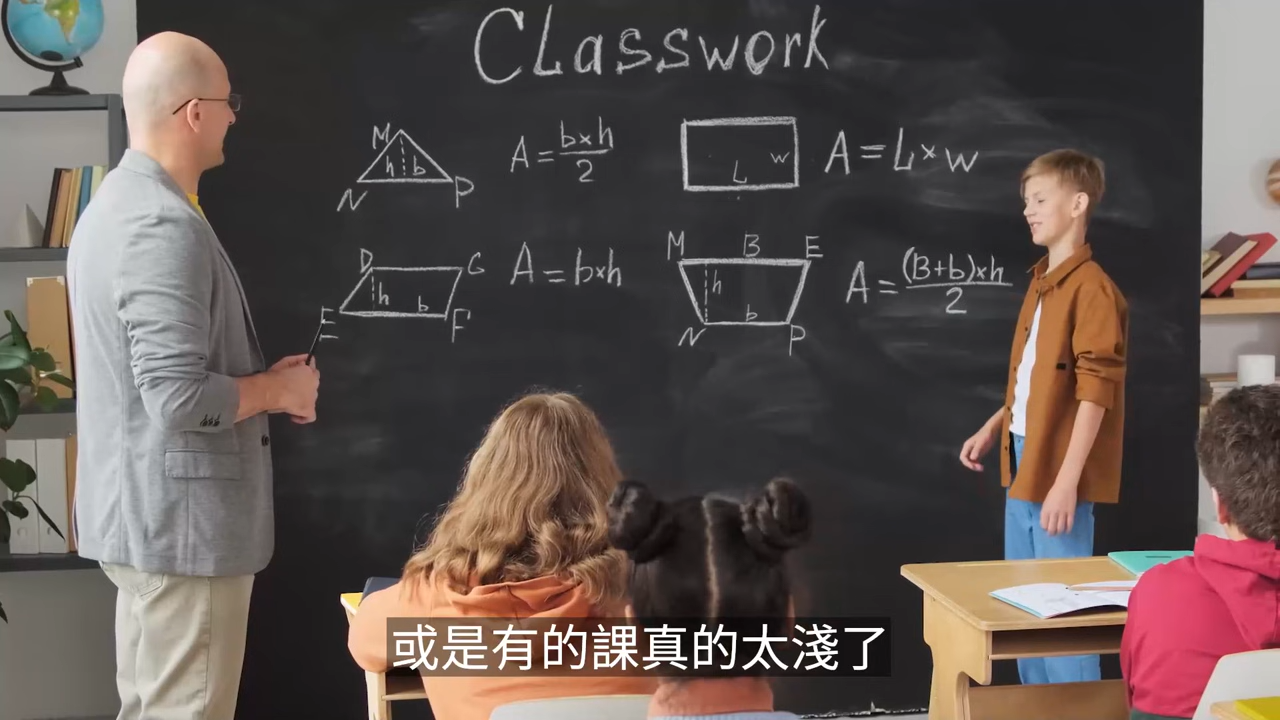 Classwork
M
h b
N P
A = b×h/2
L w
A = L×w
D G
h b
E F
A = b×h
M B E
h
b
N P
A = (B+b)×h/2
或是有的課真的太淺了